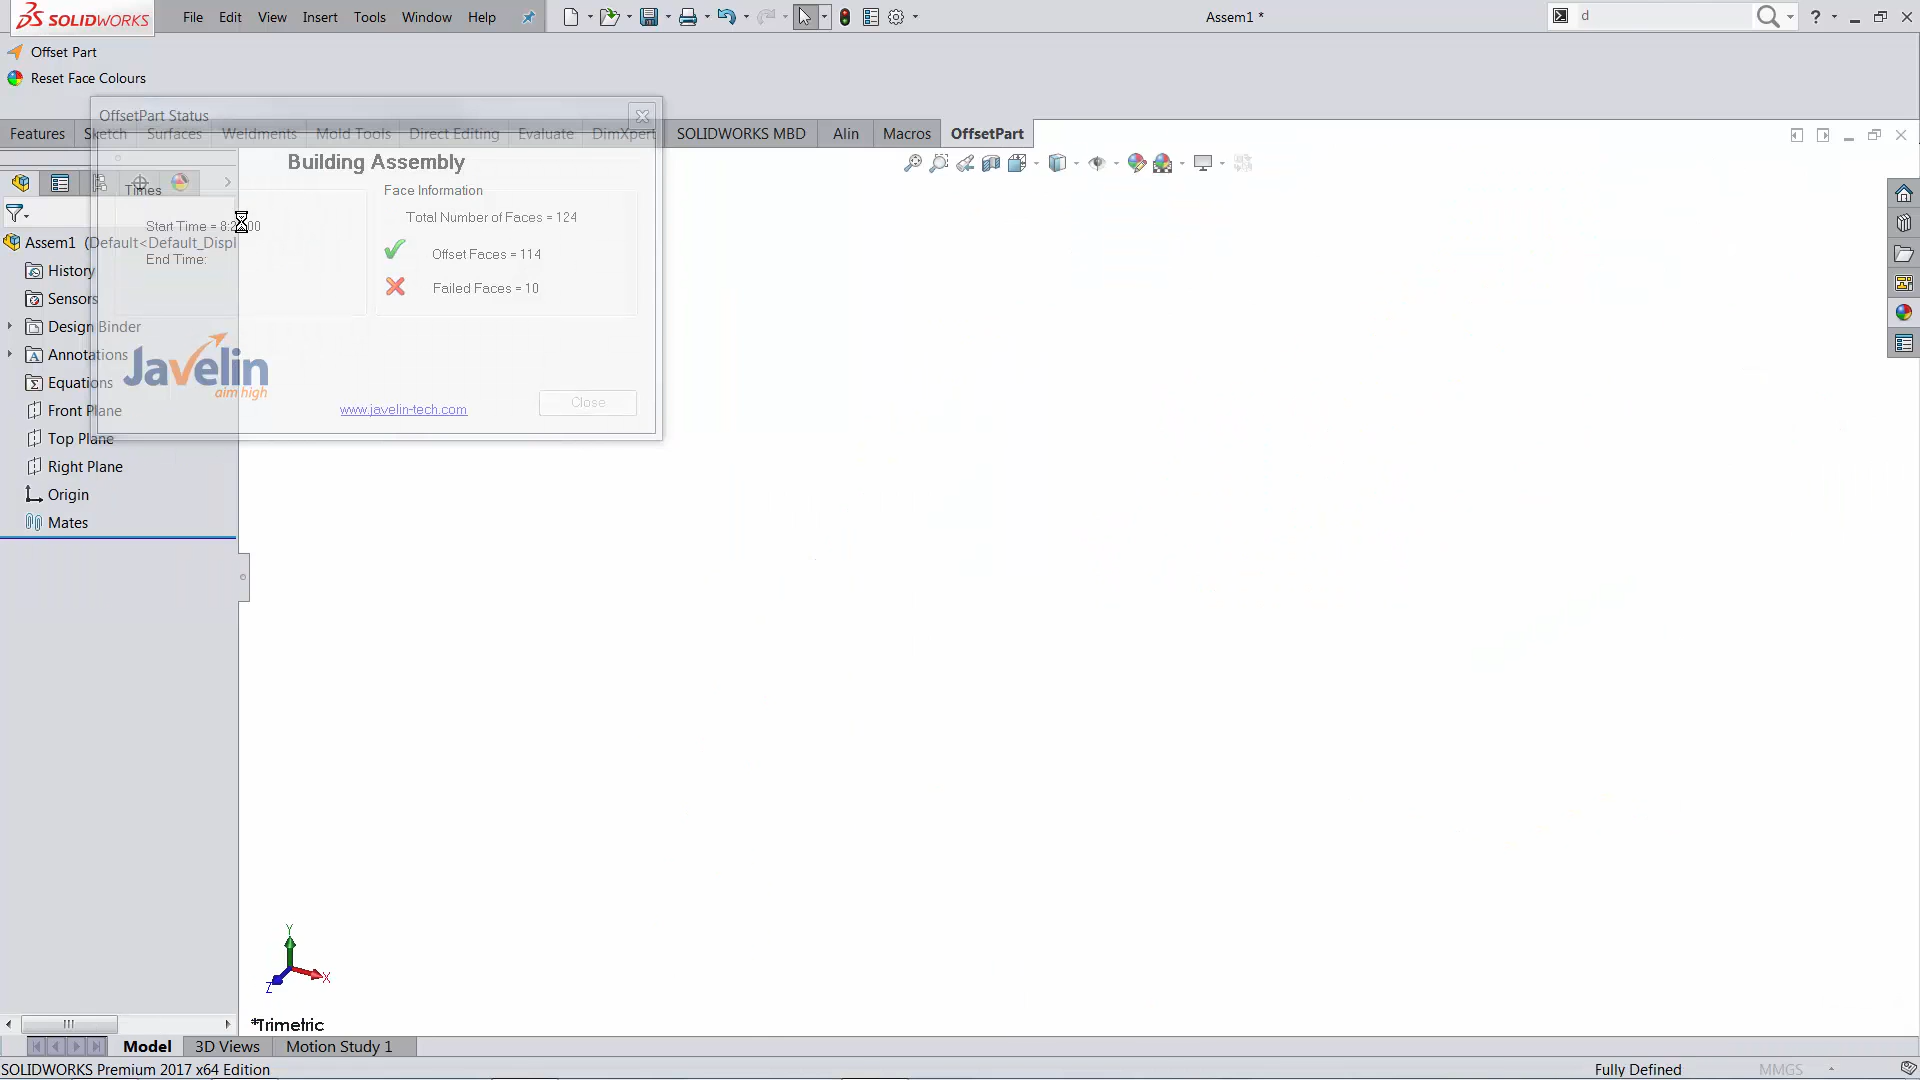 SOLIDWORKS File Edit View Insert Tools Window Help Assem1 * d ?
Offset Part
Reset Face Colours
OffsetPart Status
Features Sketch Surfaces Weldments Mold Tools Direct Editing Evaluate DimXpert SOLIDWORKS MBD Alin Macros OffsetPart
Building Assembly
Times
Face Information
Total Number of Faces = 124
Start Time =
Assem1 (Default<Default_Displ
Offset Faces = 114
End Time:
History
Failed Faces = 10
Sensors
Design Binder
Annotations
Javelin
aim high
Equations
Close
www.javelin-tech.com
Front Plane
Top Plane
Right Plane
Origin
Mates
Y
X
Z
*Trimetric
Model 3D Views Motion Study 1
SOLIDWORKS Premium 2017 x64 Edition Fully Defined MMGS